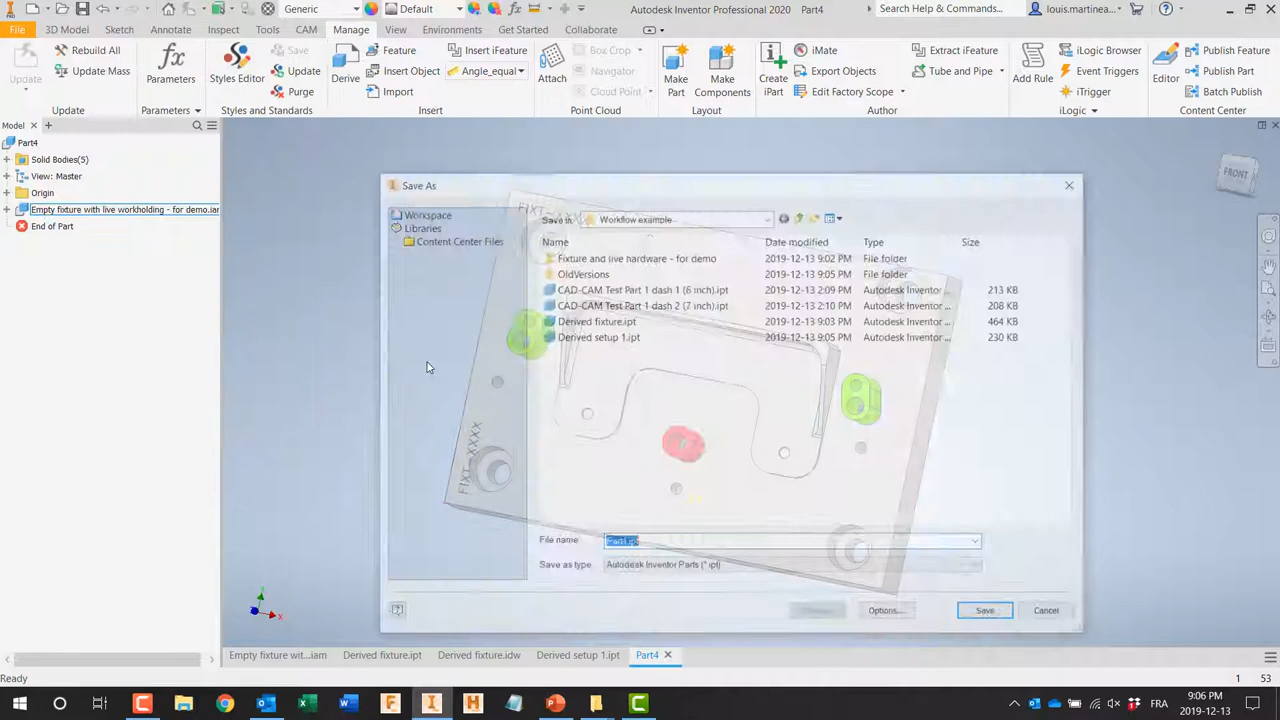 Generic
Default
Autodesk Inventor Professional 2020 Part4
Search Help & Commands...
louis.martinea...
File 3D Model Sketch Annotate Inspect Tools CAM Manage View Environments Get Started Collaborate
Update
Rebuild All
Update Mass
Update
Parameters
Parameters
Styles Editor
Save
Update
Purge
Styles and Standards
Derive
Feature
Insert Object
Import
Insert iFeature
Angle_equal
Insert
Attach
Box Crop
Navigator
Cloud Point
Point Cloud
Make Part
Make Components
Layout
Create iPart
iMate
Export Objects
Edit Factory Scope
Extract iFeature
Tube and Pipe
Author
Add Rule
iLogic Browser
Event Triggers
iTrigger
iLogic
Editor
Publish Feature
Publish Part
Batch Publish
Content Center
Model
Part4
Solid Bodies(5)
View: Master
Origin
Empty fixture with live workholding - for demo.iam
End of Part
FRONT
Save As
Workspace
Libraries
Content Center Files
Save in: Workflow example
Name Date modified Type Size
Fixture and live hardware - for demo 2019-12-13 9:02 PM File folder
OldVersions 2019-12-13 9:05 PM File folder
CAD-CAM Test Part 1 dash 1 (6 inch).ipt 2019-12-13 2:09 PM Autodesk Inventor ... 213 KB
CAD-CAM Test Part 1 dash 2 (7 inch).ipt 2019-12-13 2:10 PM Autodesk Inventor ... 208 KB
Derived fixture.ipt 2019-12-13 9:03 PM Autodesk Inventor ... 464 KB
Derived setup 1.ipt 2019-12-13 9:05 PM Autodesk Inventor ... 230 KB
FIXT_XXXX
File name: Part4.ipt
Save as type: Autodesk Inventor Parts (*.ipt)
Options...
Save
Cancel
Empty fixture wit...iam Derived fixture.ipt Derived fixture.idw Derived setup 1.ipt Part4
Ready
1 53
FRA
9:06 PM
2019-12-13